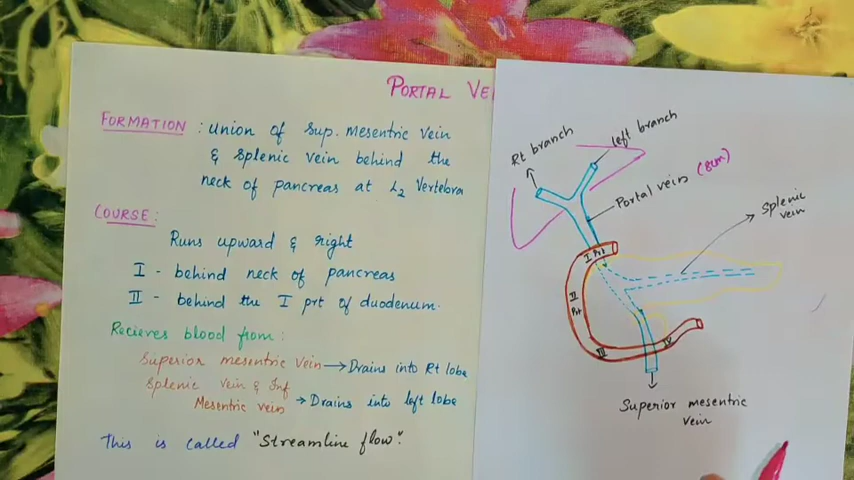 PORTAL VE
FORMATION : union of Sup. Mesentric vein
& splenic vein behind the
neck of pancreas at L2 Vertebra
COURSE :
Runs upward & right
I - behind neck of pancreas
II - behind the I prt of duodenum.
Recieves blood from:
Superior mesentric vein → Drains into Rt lobe
Splenic vein & Inf
Mesentric vein → Drains into left lobe
This is called "Streamline flow".
Rt branch
left branch
Portal vein (8cm)
Splenic
vein
I Prt
II
Prt
III
IV
Superior mesentric
vein